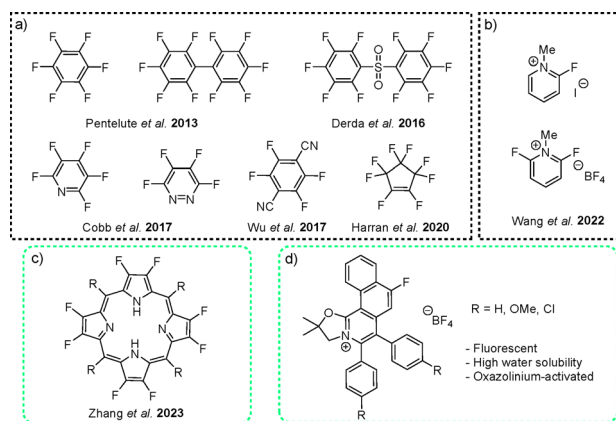 a)
F F
F F
F F
F F F F
F F
F F F F
F F O O F F
F S F
F F F F F F
Pentelute et al. 2013
Derda et al. 2016
F
F F
F N F
F F
F N=N F
CN
F F
F F
CN
F F
F F
F F
F F
Cobb et al. 2017
Wu et al. 2017
Harran et al. 2020
b)
Me
N+ F
I⊖
Me
F N+ F
⊖
BF4
Wang et al. 2022
c)
F F
R R
F NH F
N N
F HN F
R R
F F
Zhang et al. 2023
d)
F
O
N
+
R
R
⊖BF4
R = H, OMe, Cl
- Fluorescent
- High water solubility
- Oxazolinium-activated